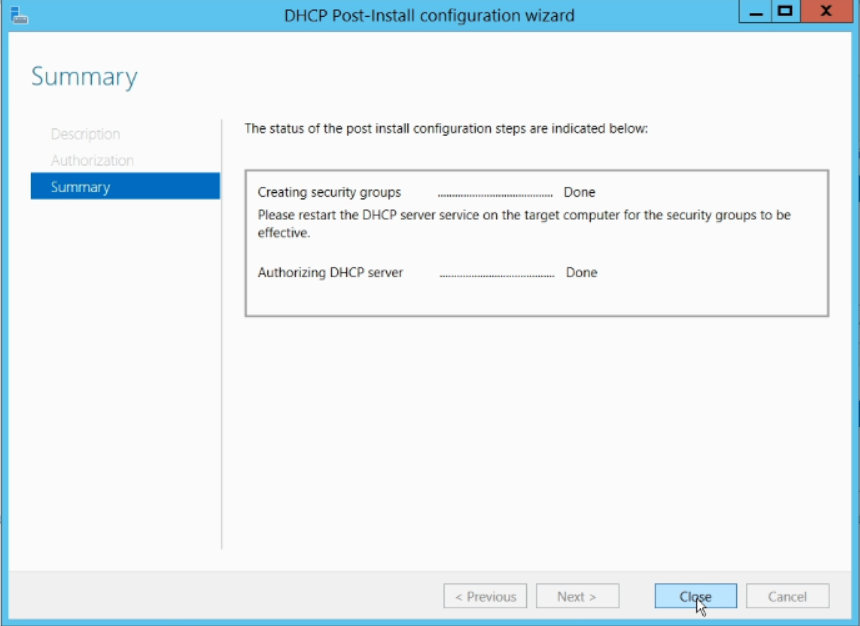 DHCP Post-Install configuration wizard
Summary
Description
Authorization
Summary
The status of the post install configuration steps are indicated below:
Creating security groups ........................................ Done
Please restart the DHCP server service on the target computer for the security groups to be
effective.
Authorizing DHCP server ........................................ Done
< Previous
Next >
Close
Cancel